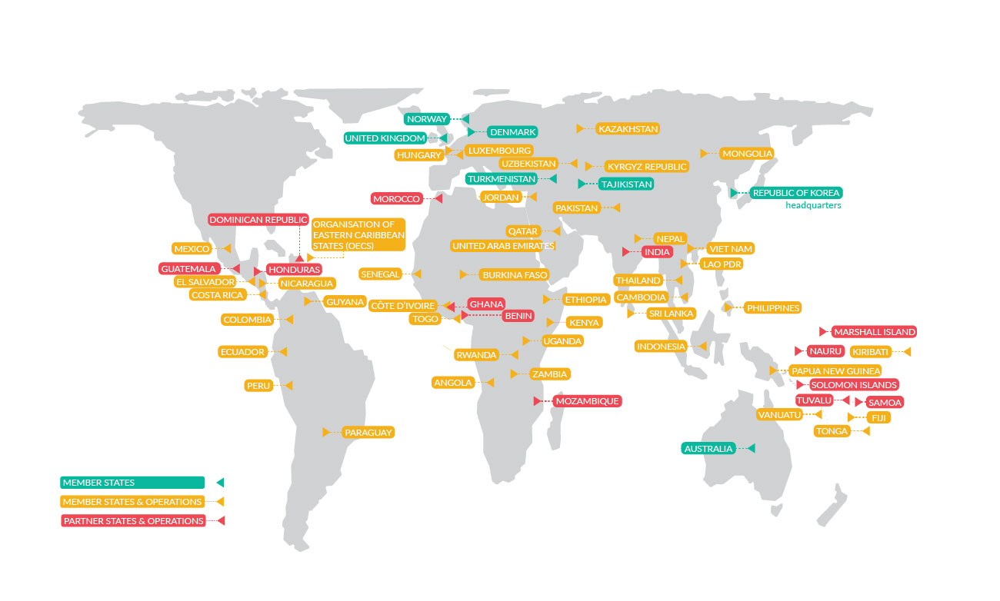 NORWAY
DENMARK
KAZAKHSTAN
UNITED KINGDOM
LUXEMBOURG
HUNGARY
MONGOLIA
UZBEKISTAN
KYRGYZ REPUBLIC
TURKMENISTAN
TAJIKISTAN
REPUBLIC OF KOREA
headquarters
MOROCCO
JORDAN
PAKISTAN
DOMINICAN REPUBLIC
ORGANISATION OF
EASTERN CARIBBEAN
STATES (OECS)
QATAR
NEPAL
MEXICO
UNITED ARAB EMIRATES
INDIA
VIET NAM
GUATEMALA
HONDURAS
LAO PDR
SENEGAL
BURKINA FASO
EL SALVADOR
NICARAGUA
THAILAND
COSTA RICA
CAMBODIA
GUYANA
CÔTE D'IVOIRE
GHANA
ETHIOPIA
PHILIPPINES
COLOMBIA
TOGO
BENIN
KENYA
SRI LANKA
MARSHALL ISLAND
UGANDA
INDONESIA
ECUADOR
RWANDA
NAURU
KIRIBATI
PERU
ANGOLA
ZAMBIA
PAPUA NEW GUINEA
SOLOMON ISLANDS
MOZAMBIQUE
TUVALU
SAMOA
VANUATU
FIJI
PARAGUAY
TONGA
AUSTRALIA
MEMBER STATES
MEMBER STATES & OPERATIONS
PARTNER STATES & OPERATIONS